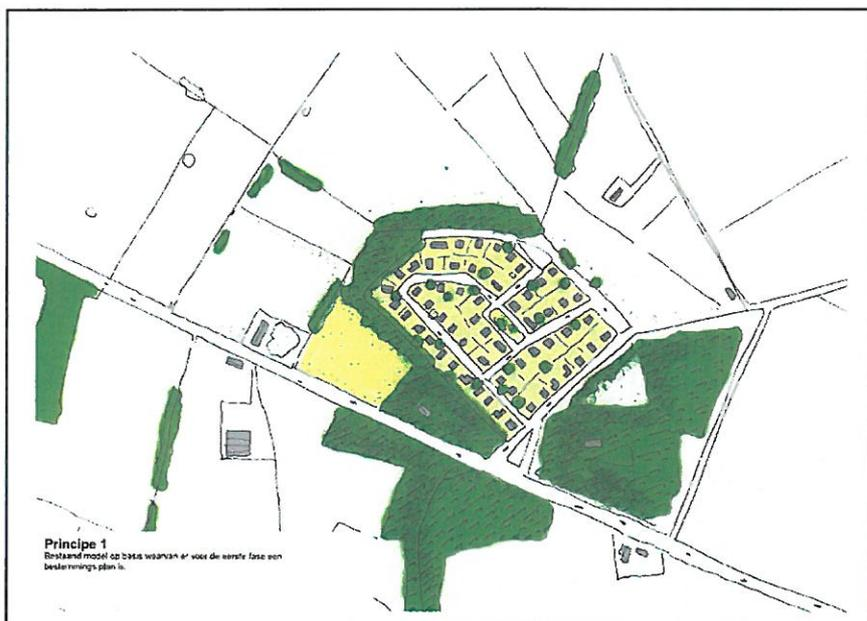 Principe 1
Bestaand model op basis waarvan er voor de eerste fase een
bestemmings plan is.